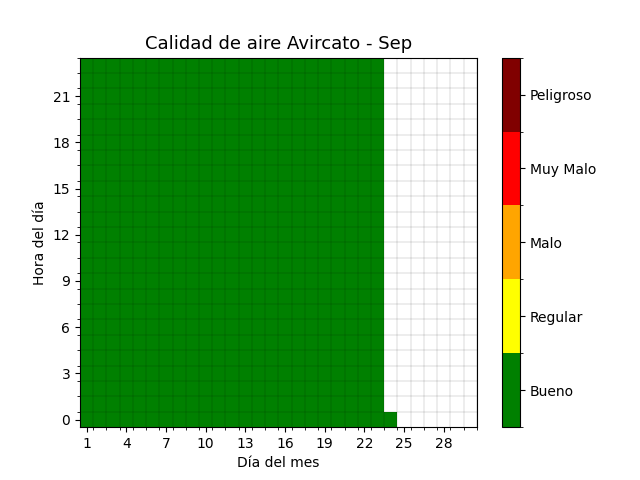 Calidad de aire Avircato - Sep
Hora del día
21
18
15
12
9
6
3
0
1 4 7 10 13 16 19 22 25 28
Día del mes
Peligroso
Muy Malo
Malo
Regular
Bueno